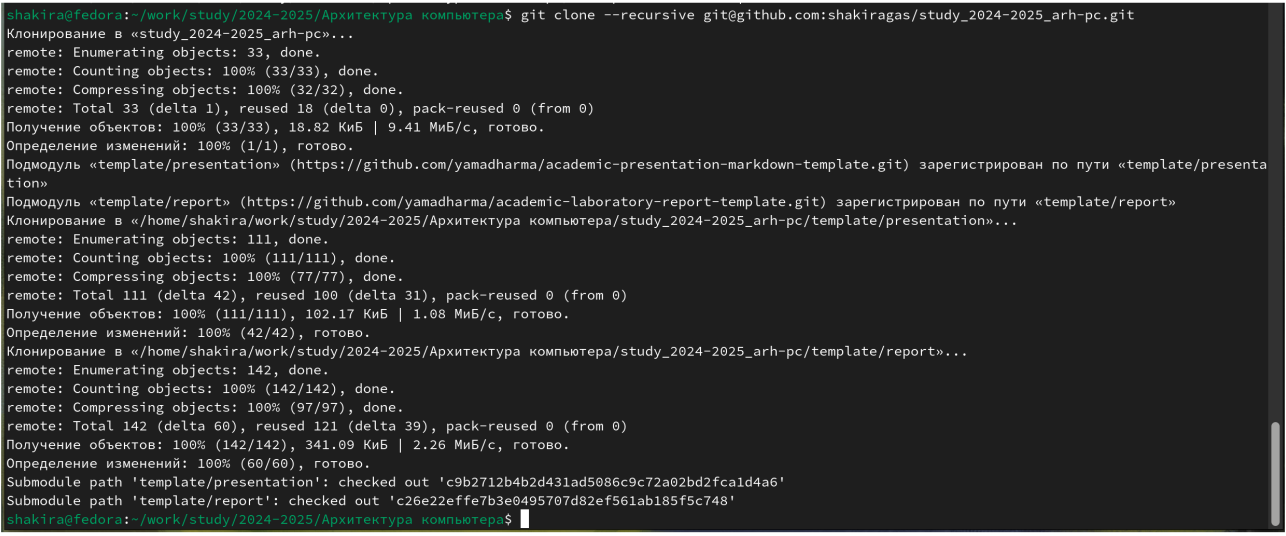 shakira@fedora:~/work/study/2024-2025/Архитектура компьютера$ git clone --recursive git@github.com:shakiragas/study_2024-2025_arh-pc.git
Клонирование в «study_2024-2025_arh-pc»...
remote: Enumerating objects: 33, done.
remote: Counting objects: 100% (33/33), done.
remote: Compressing objects: 100% (32/32), done.
remote: Total 33 (delta 1), reused 18 (delta 0), pack-reused 0 (from 0)
Получение объектов: 100% (33/33), 18.82 КиБ | 9.41 МиБ/с, готово.
Определение изменений: 100% (1/1), готово.
Подмодуль «template/presentation» (https://github.com/yamadharma/academic-presentation-markdown-template.git) зарегистрирован по пути «template/presenta
tion»
Подмодуль «template/report» (https://github.com/yamadharma/academic-laboratory-report-template.git) зарегистрирован по пути «template/report»
Клонирование в «/home/shakira/work/study/2024-2025/Архитектура компьютера/study_2024-2025_arh-pc/template/presentation»...
remote: Enumerating objects: 111, done.
remote: Counting objects: 100% (111/111), done.
remote: Compressing objects: 100% (77/77), done.
remote: Total 111 (delta 42), reused 100 (delta 31), pack-reused 0 (from 0)
Получение объектов: 100% (111/111), 102.17 КиБ | 1.08 МиБ/с, готово.
Определение изменений: 100% (42/42), готово.
Клонирование в «/home/shakira/work/study/2024-2025/Архитектура компьютера/study_2024-2025_arh-pc/template/report»...
remote: Enumerating objects: 142, done.
remote: Counting objects: 100% (142/142), done.
remote: Compressing objects: 100% (97/97), done.
remote: Total 142 (delta 60), reused 121 (delta 39), pack-reused 0 (from 0)
Получение объектов: 100% (142/142), 341.09 КиБ | 2.26 МиБ/с, готово.
Определение изменений: 100% (60/60), готово.
Submodule path 'template/presentation': checked out 'c9b2712b4b2d431ad5086c9c72a02bd2fca1d4a6'
Submodule path 'template/report': checked out 'c26e22effe7b3e0495707d82ef561ab185f5c748'
shakira@fedora:~/work/study/2024-2025/Архитектура компьютера$